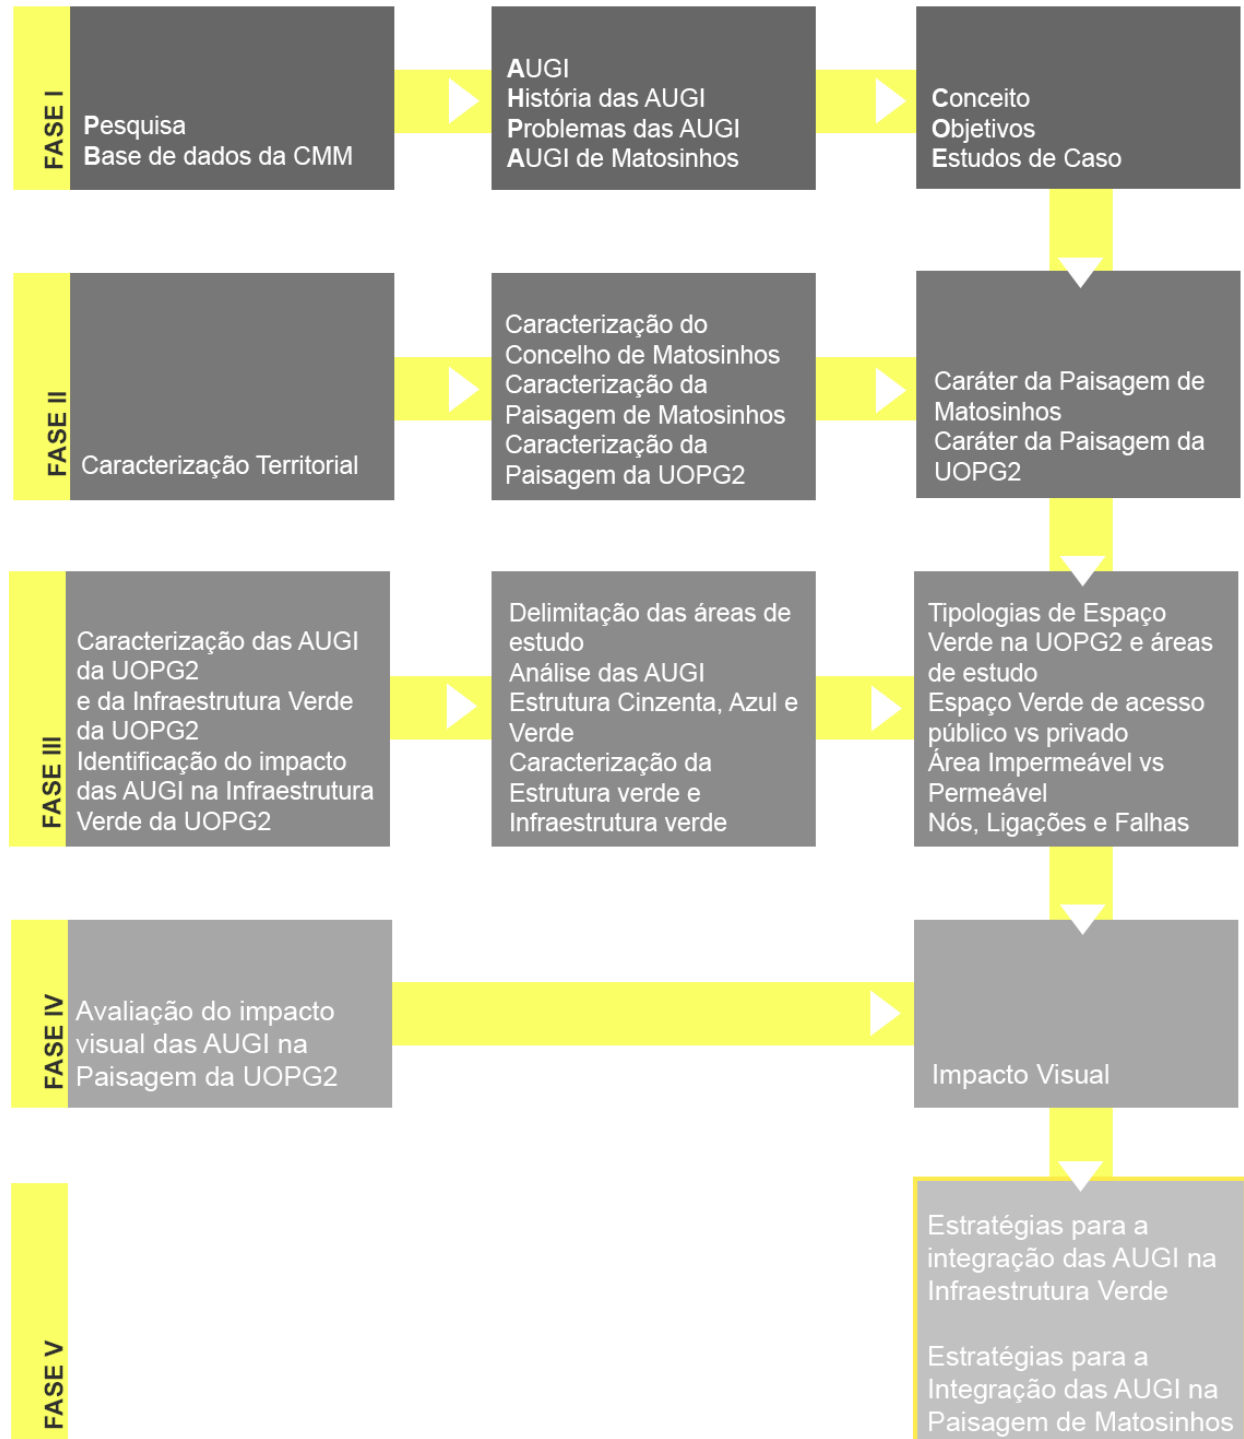 FASE I
Pesquisa
Base de dados da CMM
AUGI
História das AUGI
Problemas das AUGI
AUGI de Matosinhos
Conceito
Objetivos
Estudos de Caso
FASE II
Caracterização Territorial
Caracterização do
Concelho de Matosinhos
Caracterização da
Paisagem de Matosinhos
Caracterização da
Paisagem da UOPG2
Caráter da Paisagem de
Matosinhos
Caráter da Paisagem da
UOPG2
FASE III
Caracterização das AUGI
da UOPG2
e da Infraestrutura Verde
da UOPG2
Identificação do impacto
das AUGI na Infraestrutura
Verde da UOPG2
Delimitação das áreas de
estudo
Análise das AUGI
Estrutura Cinzenta, Azul e
Verde
Caracterização da
Estrutura verde e
Infraestrutura verde
Tipologias de Espaço
Verde na UOPG2 e áreas
de estudo
Espaço Verde de acesso
público vs privado
Área Impermeável vs
Permeável
Nós, Ligações e Falhas
FASE IV
Avaliação do impacto
visual das AUGI na
Paisagem da UOPG2
Impacto Visual
FASE V
Estratégias para a
integração das AUGI na
Infraestrutura Verde
Estratégias para a
Integração das AUGI na
Paisagem de Matosinhos